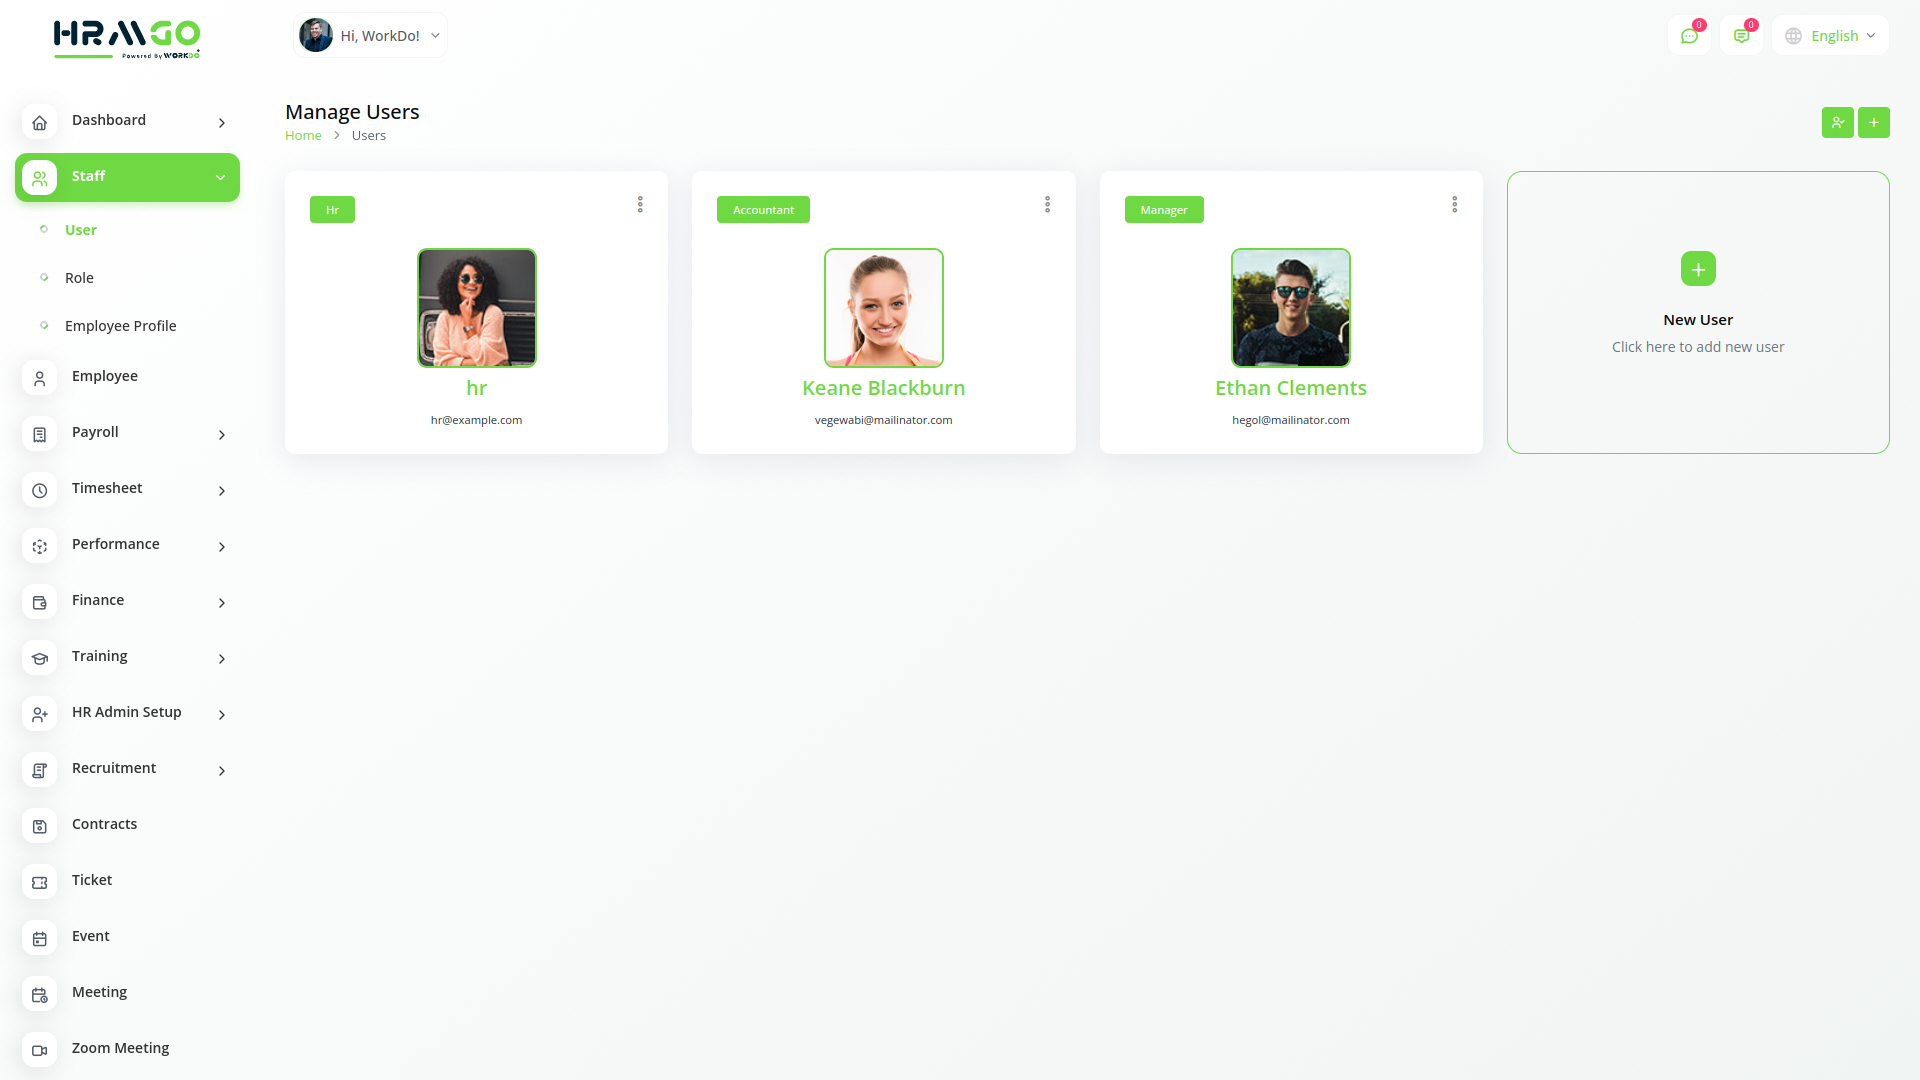 HRMGO
Powered By WORKDO
Hi, WorkDo!
0
0
English
Dashboard
Staff
User
Role
Employee Profile
Employee
Payroll
Timesheet
Performance
Finance
Training
HR Admin Setup
Recruitment
Contracts
Ticket
Event
Meeting
Zoom Meeting
Manage Users
Home > Users
Hr
hr
hr@example.com
Accountant
Keane Blackburn
vegewabi@mailinator.com
Manager
Ethan Clements
hegol@mailinator.com
New User
Click here to add new user